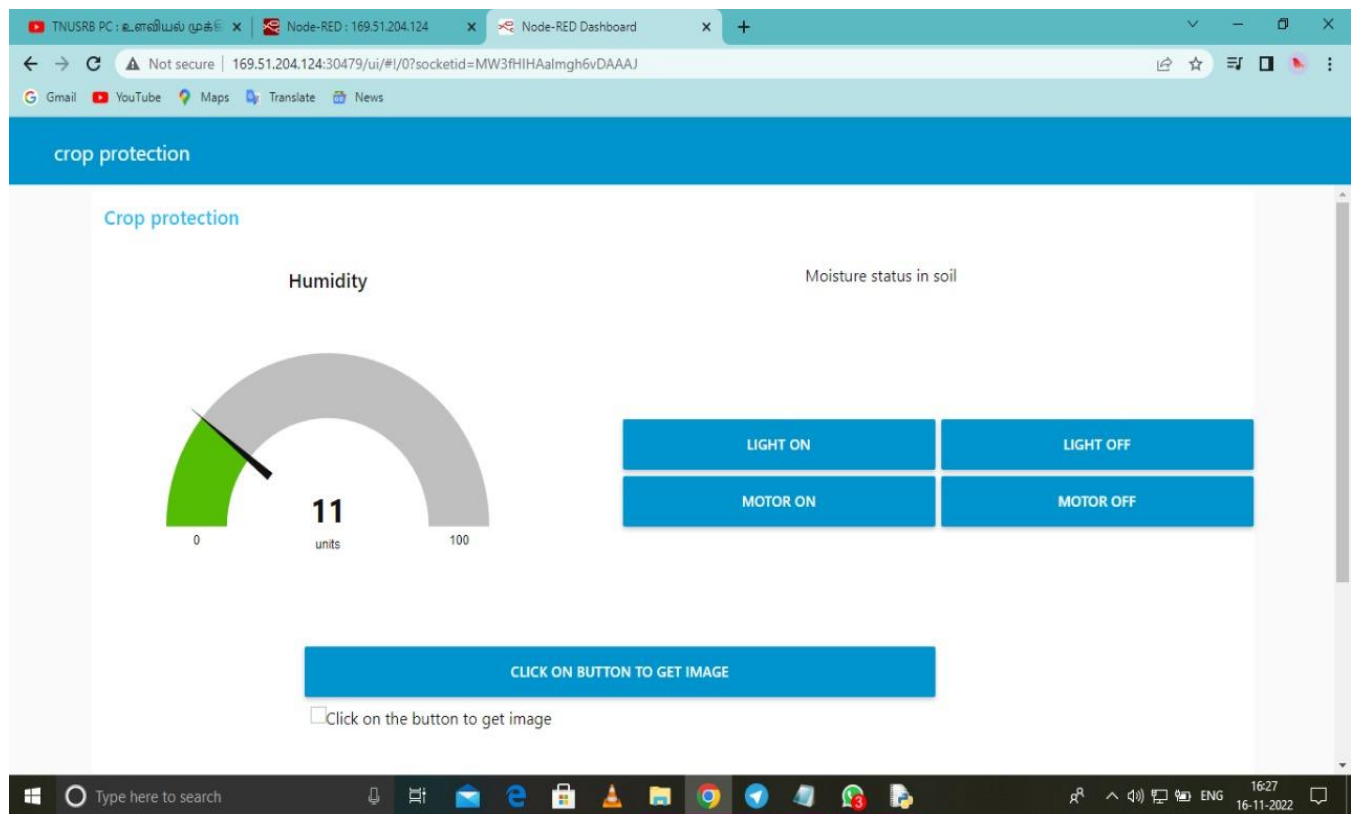 TNUSRB PC : உளவியல் முக்கி
Node-RED : 169.51.204.124
Node-RED Dashboard
Not secure | 169.51.204.124:30479/ui/#!/0?socketid=MW3fHIHAalmgh6vDAAAJ
Gmail YouTube Maps Translate News
crop protection
Crop protection
Humidity
Moisture status in soil
LIGHT ON LIGHT OFF
MOTOR ON MOTOR OFF
11
0 units 100
CLICK ON BUTTON TO GET IMAGE
Click on the button to get image
Type here to search
3
ENG
16:27
16-11-2022